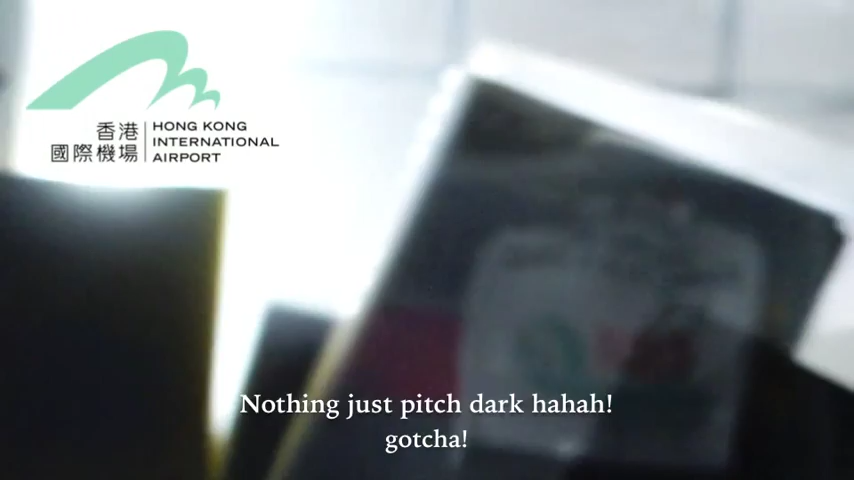 香港
國際機場
HONG KONG
INTERNATIONAL
AIRPORT
Nothing just pitch dark hahah!
gotcha!